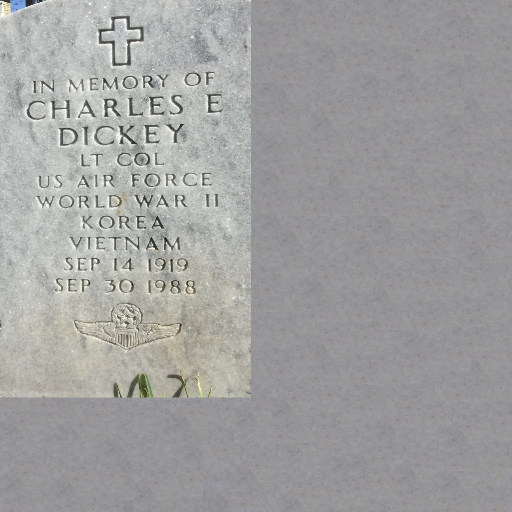 IN MEMORY OF
CHARLES E
DICKEY
LT COL
US AIR FORCE
WORLD WAR II
KOREA
VIETNAM
SEP 14 1919
SEP 30 1988